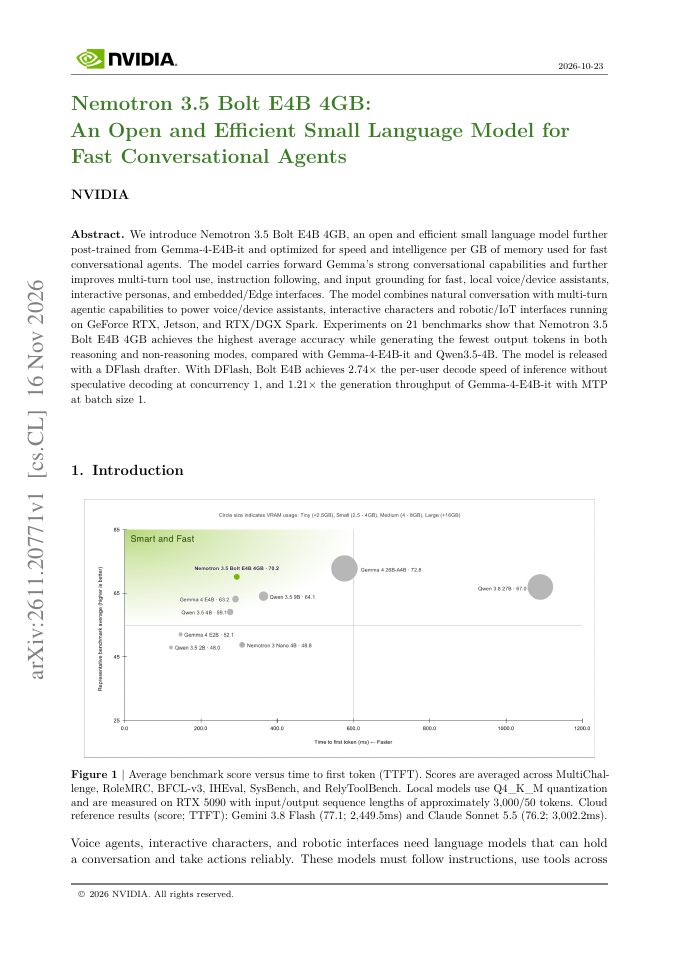 NVIDIA.
2026-10-23
Nemotron 3.5 Bolt E4B 4GB:
An Open and Efficient Small Language Model for
Fast Conversational Agents
NVIDIA
Abstract. We introduce Nemotron 3.5 Bolt E4B 4GB, an open and efficient small language model further
post-trained from Gemma-4-E4B-it and optimized for speed and intelligence per GB of memory used for fast
conversational agents. The model carries forward Gemma's strong conversational capabilities and further
improves multi-turn tool use, instruction following, and input grounding for fast, local voice/device assistants,
interactive personas, and embedded/Edge interfaces. The model combines natural conversation with multi-turn
agentic capabilities to power voice/device assistants, interactive characters and robotic/IoT interfaces running
on GeForce RTX, Jetson, and RTX/DGX Spark. Experiments on 21 benchmarks show that Nemotron 3.5
Bolt E4B 4GB achieves the highest average accuracy while generating the fewest output tokens in both
reasoning and non-reasoning modes, compared with Gemma-4-E4B-it and Qwen3.5-4B. The model is released
with a DFlash drafter. With DFlash, Bolt E4B achieves 2.74× the per-user decode speed of inference without
speculative decoding at concurrency 1, and 1.21× the generation throughput of Gemma-4-E4B-it with MTP
at batch size 1.
arXiv:2611.20771v1 [cs.CL] 16 Nov 2026
1. Introduction
Circle size indicates VRAM usage: Tiny (<2.5GB), Small (2.5 - 4GB), Medium (4 - 8GB), Large (+16GB)
85
Smart and Fast
Nemotron 3.5 Bolt E4B 4GB · 70.2
Gemma 4 26B-A4B · 72.8
Qwen 3.8 27B · 67.0
65
Gemma 4 E4B · 63.2
Qwen 3.5 9B · 64.1
Qwen 3.5 4B · 59.1
Gemma 4 E2B · 52.1
Qwen 3.5 2B · 48.0
Nemotron 3 Nano 4B · 48.8
45
25
Representative benchmark average (higher is better)
0.0 200.0 400.0 600.0 800.0 1000.0 1200.0
Time to first token (ms) ← Faster
Figure 1 | Average benchmark score versus time to first token (TTFT). Scores are averaged across MultiChal-
lenge, RoleMRC, BFCL-v3, IHEval, SysBench, and RelyToolBench. Local models use Q4_K_M quantization
and are measured on RTX 5090 with input/output sequence lengths of approximately 3,000/50 tokens. Cloud
reference results (score; TTFT): Gemini 3.8 Flash (77.1; 2,449.5ms) and Claude Sonnet 5.5 (76.2; 3,002.2ms).
Voice agents, interactive characters, and robotic interfaces need language models that can hold
a conversation and take actions reliably. These models must follow instructions, use tools across
© 2026 NVIDIA. All rights reserved.